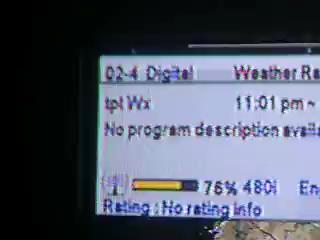 02-4 Digital Weather Ra
tpt Wx 11:01 pm ~
No program description availa
76% 480i En
Rating : No rating info